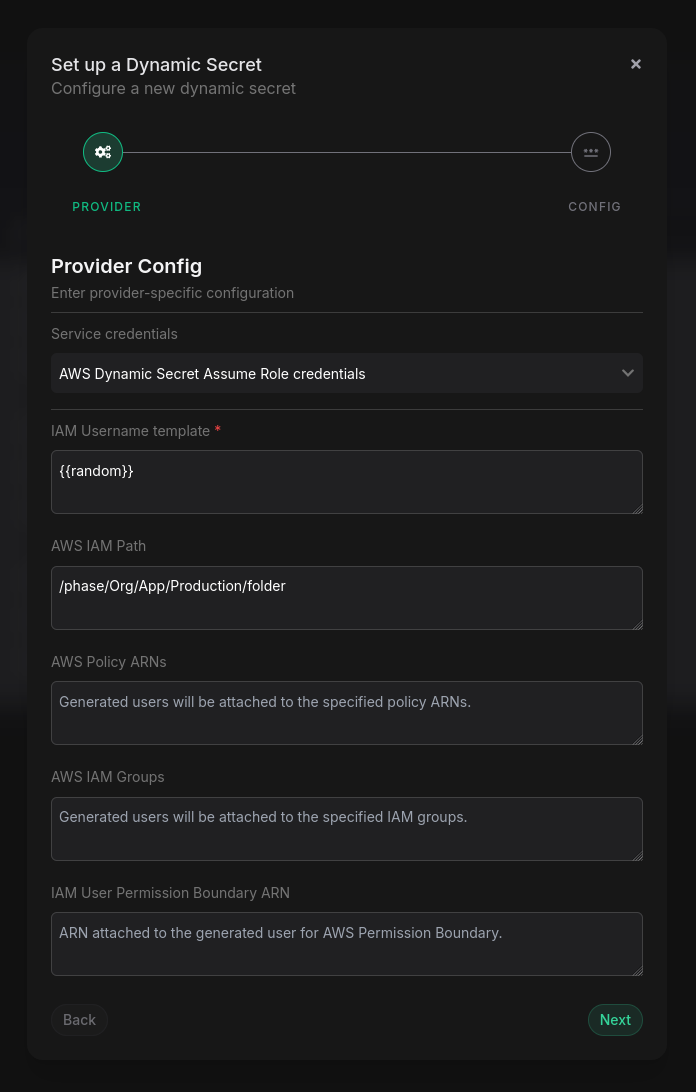 Set up a Dynamic Secret
Configure a new dynamic secret
PROVIDER
CONFIG
Provider Config
Enter provider-specific configuration
Service credentials
AWS Dynamic Secret Assume Role credentials
IAM Username template *
{{random}}
AWS IAM Path
/phase/Org/App/Production/folder
AWS Policy ARNs
Generated users will be attached to the specified policy ARNs.
AWS IAM Groups
Generated users will be attached to the specified IAM groups.
IAM User Permission Boundary ARN
ARN attached to the generated user for AWS Permission Boundary.
Back
Next